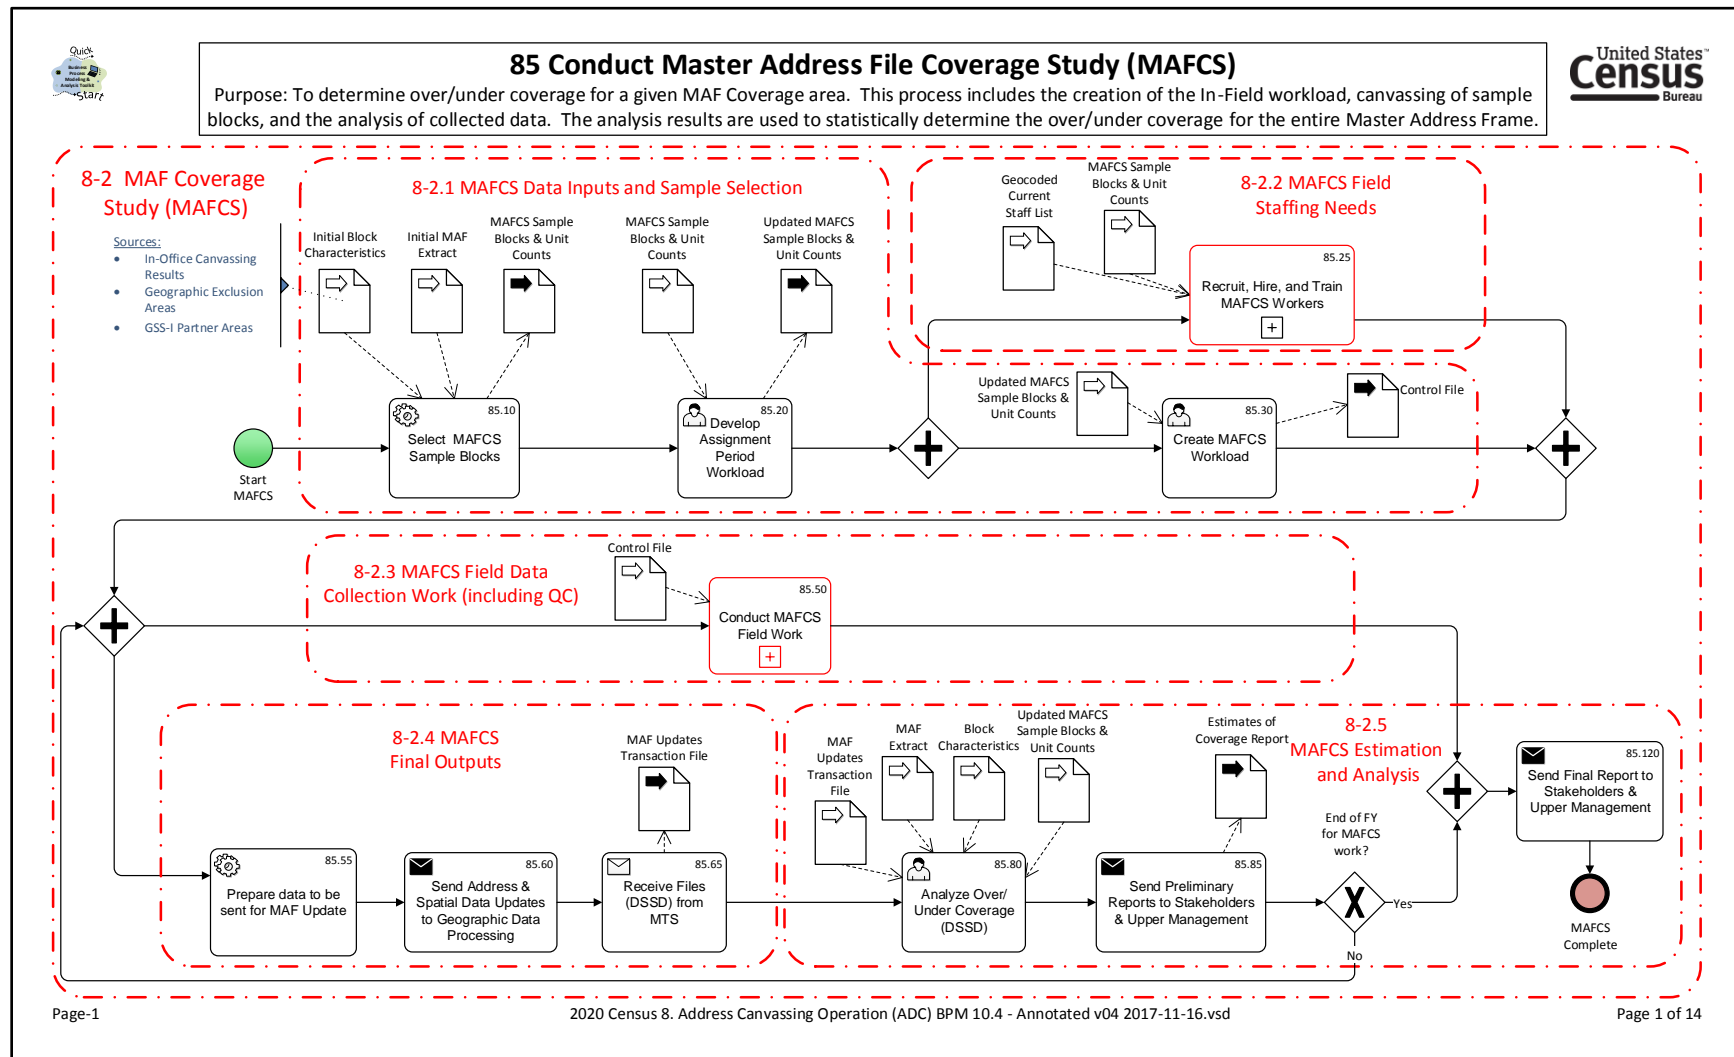 Quick
Business
Process
Modeling &
Analysis Toolkit
Start
85 Conduct Master Address File Coverage Study (MAFCS)
Purpose: To determine over/under coverage for a given MAF Coverage area. This process includes the creation of the In-Field workload, canvassing of sample
blocks, and the analysis of collected data. The analysis results are used to statistically determine the over/under coverage for the entire Master Address Frame.
United States™
Census
Bureau
8-2 MAF Coverage
Study (MAFCS)
Sources:
• In-Office Canvassing
Results
• Geographic Exclusion
Areas
• GSS-I Partner Areas
8-2.1 MAFCS Data Inputs and Sample Selection
Initial Block
Characteristics
Initial MAF
Extract
MAFCS Sample
Blocks & Unit
Counts
MAFCS Sample
Blocks & Unit
Counts
Updated MAFCS
Sample Blocks &
Unit Counts
8-2.2 MAFCS Field
Staffing Needs
Geocoded
Current
Staff List
MAFCS Sample
Blocks & Unit
Counts
85.25
Recruit, Hire, and Train
MAFCS Workers
Start
MAFCS
85.10
Select MAFCS
Sample Blocks
85.20
Develop
Assignment
Period
Workload
Updated MAFCS
Sample Blocks &
Unit Counts
85.30
Create MAFCS
Workload
Control File
8-2.3 MAFCS Field Data
Collection Work (including QC)
Control File
85.50
Conduct MAFCS
Field Work
8-2.4 MAFCS
Final Outputs
MAF Updates
Transaction File
85.55
Prepare data to be
sent for MAF Update
85.60
Send Address &
Spatial Data Updates
to Geographic Data
Processing
85.65
Receive Files
(DSSD) from
MTS
8-2.5
MAFCS Estimation
and Analysis
MAF
Updates
Transaction
File
MAF
Extract
Block
Characteristics
Updated MAFCS
Sample Blocks &
Unit Counts
Estimates of
Coverage Report
85.80
Analyze Over/
Under Coverage
(DSSD)
85.85
Send Preliminary
Reports to Stakeholders
& Upper Management
End of FY
for MAFCS
work?
X
Yes
No
85.120
Send Final Report to
Stakeholders &
Upper Management
MAFCS
Complete
Page-1
2020 Census 8. Address Canvassing Operation (ADC) BPM 10.4 - Annotated v04 2017-11-16.vsd
Page 1 of 14